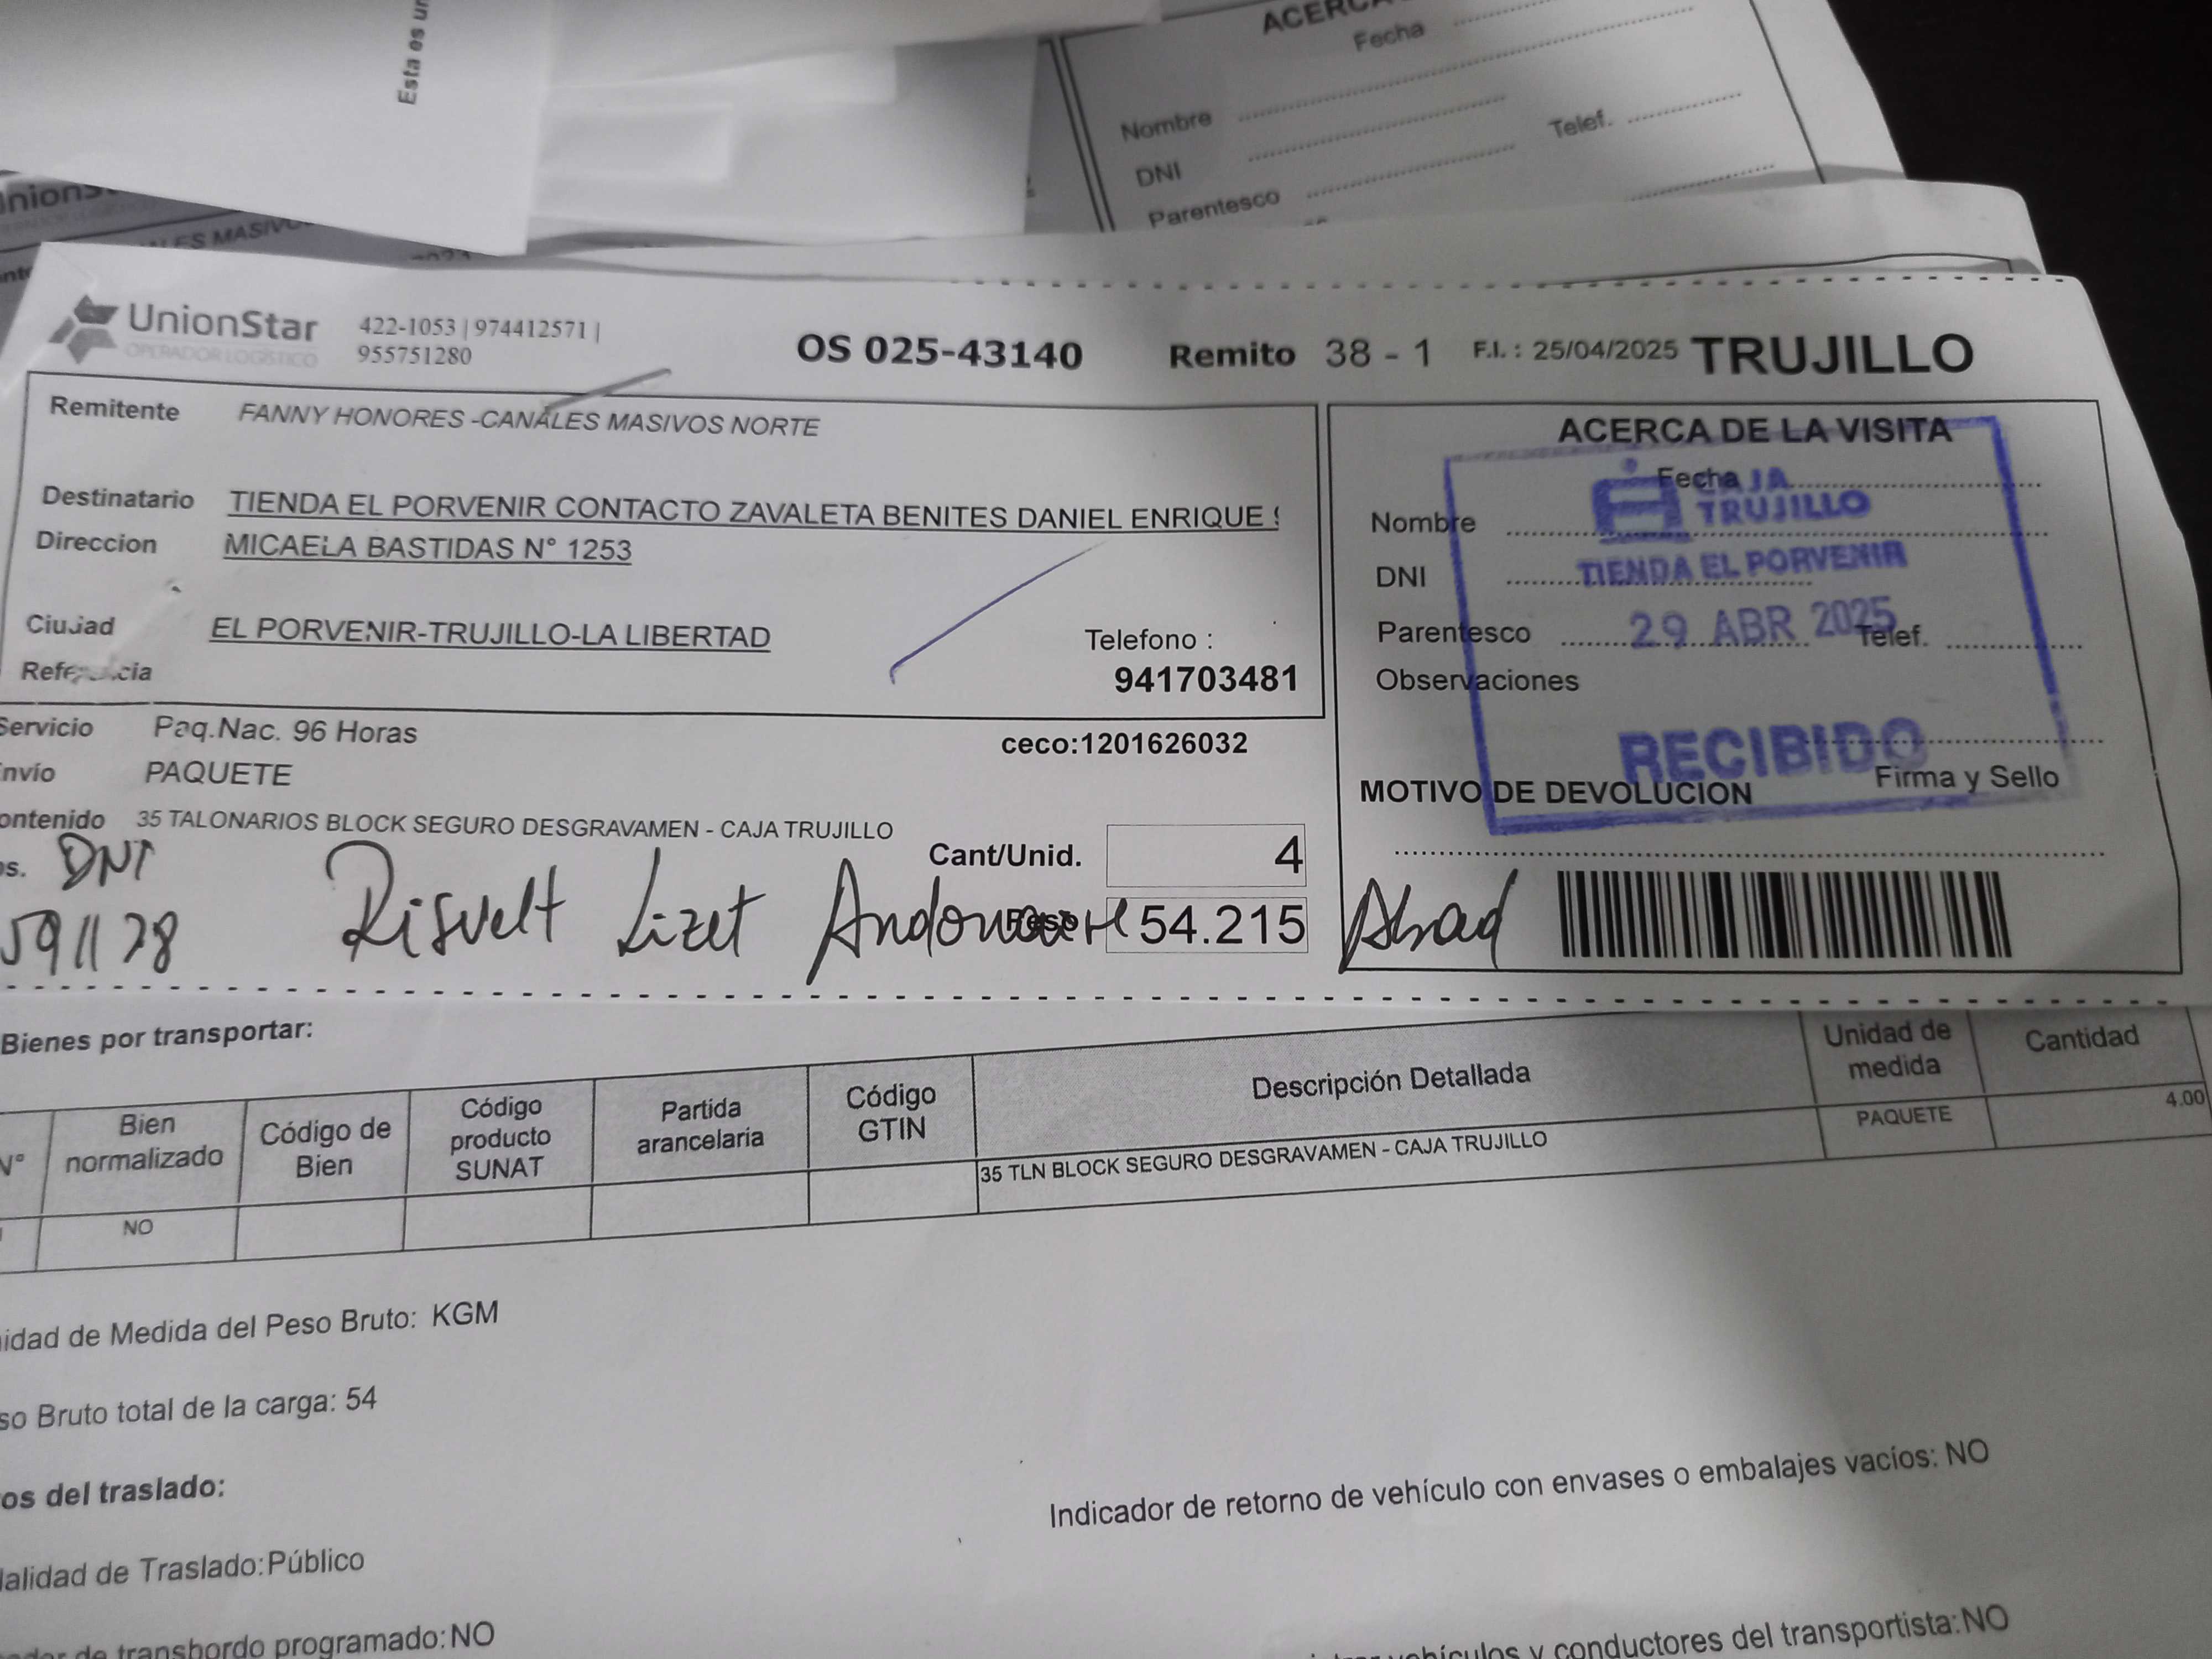 Esta es un
ACERCA
Fecha
Nombre
DNI
Telef.
Parentesco
UnionStar
OPERADOR LOGÍSTICO
422-1053 | 974412571 |
955751280
OS 025-43140 Remito 38 - 1 F.I. : 25/04/2025 TRUJILLO
Remitente FANNY HONORES -CANALES MASIVOS NORTE
Destinatario TIENDA EL PORVENIR CONTACTO ZAVALETA BENITES DANIEL ENRIQUE
Direccion MICAELA BASTIDAS N° 1253
Ciudad EL PORVENIR-TRUJILLO-LA LIBERTAD
Telefono :
941703481
Referencia
Servicio Paq.Nac. 96 Horas
ceco:1201626032
Envío PAQUETE
Contenido 35 TALONARIOS BLOCK SEGURO DESGRAVAMEN - CAJA TRUJILLO
Cant/Unid. 4
Peso 54.215
DNI
591128
Risvelt Lizet Abad
ACERCA DE LA VISITA
Fecha
Nombre
DNI
Parentesco Telef.
Observaciones
Firma y Sello
MOTIVO DE DEVOLUCION
CAJA
TRUJILLO
TIENDA EL PORVENIR
29 ABR 2025
RECIBIDO
Bienes por transportar:
N° Bien normalizado Código de Bien Código producto SUNAT Partida arancelaria Código GTIN Descripción Detallada Unidad de medida Cantidad
NO 35 TLN BLOCK SEGURO DESGRAVAMEN - CAJA TRUJILLO PAQUETE 4.00
idad de Medida del Peso Bruto: KGM
so Bruto total de la carga: 54
os del traslado:
Indicador de retorno de vehículo con envases o embalajes vacíos: NO
alidad de Traslado:Público
de transbordo programado:NO
vehículos y conductores del transportista:NO